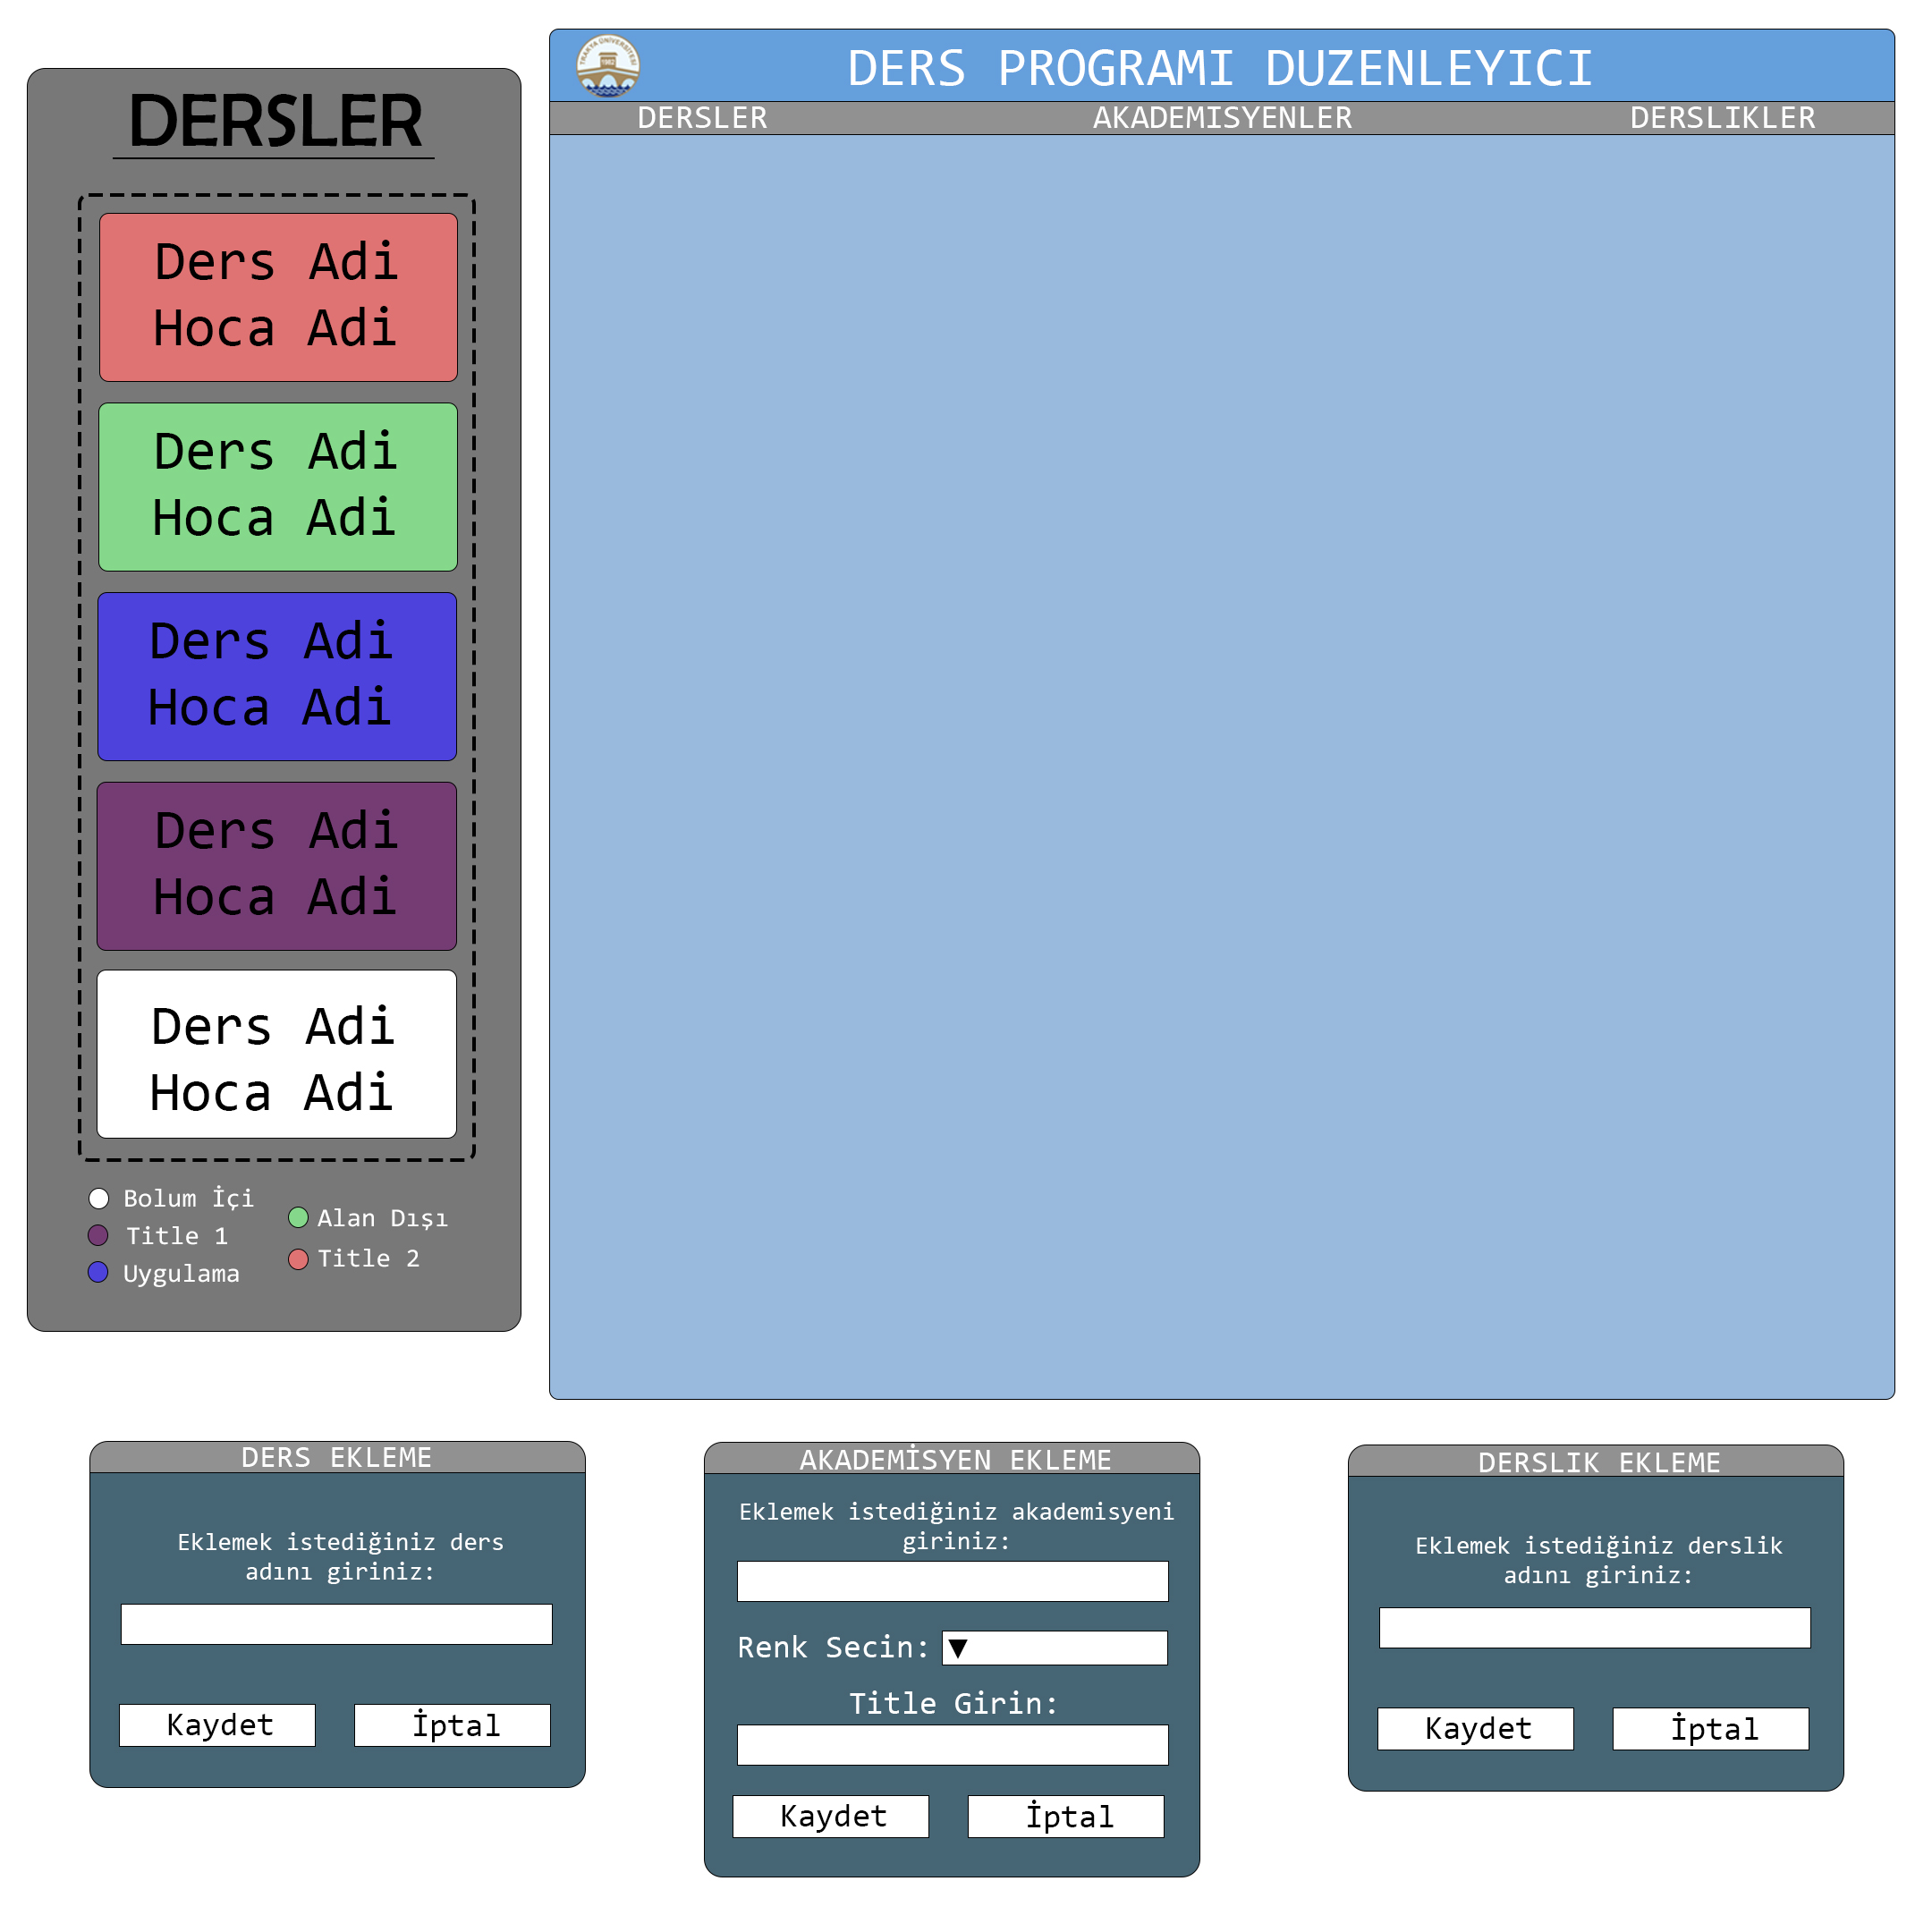 DERSLER
Ders Adi
Hoca Adi
Ders Adi
Hoca Adi
Ders Adi
Hoca Adi
Ders Adi
Hoca Adi
Ders Adi
Hoca Adi
Bolum İçi
Title 1
Uygulama
Alan Dışı
Title 2
TRAKYA ÜNİVERSİTESİ
1982
DERS PROGRAMI DUZENLEYICI
DERSLER AKADEMISYENLER DERSLIKLER
DERS EKLEME
Eklemek istediğiniz ders
adını giriniz:
Kaydet İptal
AKADEMİSYEN EKLEME
Eklemek istediğiniz akademisyeni
giriniz:
Renk Secin:
Title Girin:
Kaydet İptal
DERSLIK EKLEME
Eklemek istediğiniz derslik
adını giriniz:
Kaydet İptal